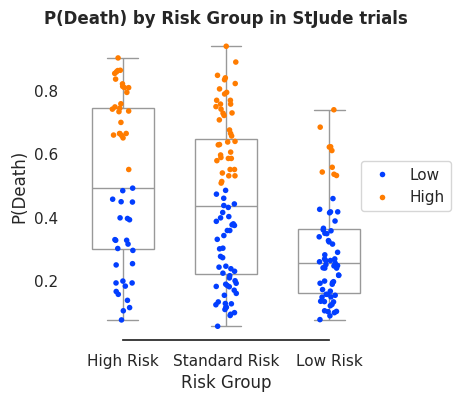 P(Death) by Risk Group in StJude trials
P(Death)
0.8
0.6
0.4
0.2
Low
High
High Risk Standard Risk Low Risk
Risk Group